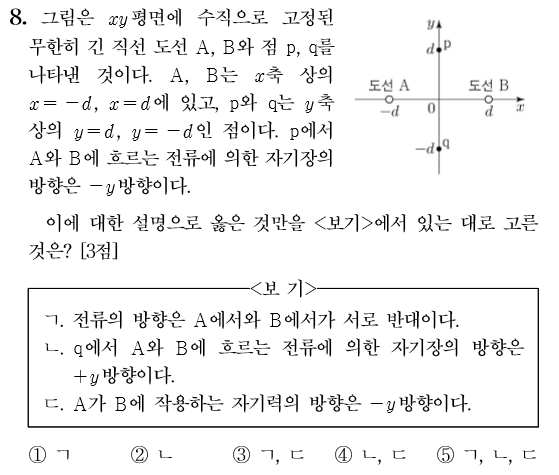 8. 그림은 xy평면에 수직으로 고정된
무한히 긴 직선 도선 A, B와 점 p, q를
나타낸 것이다. A, B는 x축 상의
x=-d, x=d에 있고, p와 q는 y축
상의 y=d, y=-d인 점이다. p에서
A와 B에 흐르는 전류에 의한 자기장의
방향은 -y방향이다.
y
d p
도선 A 도선 B
-d 0 d x
-d q
이에 대한 설명으로 옳은 것만을 <보기>에서 있는 대로 고른
것은? [3점]
<보 기>
ㄱ. 전류의 방향은 A에서와 B에서가 서로 반대이다.
ㄴ. q에서 A와 B에 흐르는 전류에 의한 자기장의 방향은
+y방향이다.
ㄷ. A가 B에 작용하는 자기력의 방향은 -y방향이다.
① ㄱ ② ㄴ ③ ㄱ, ㄷ ④ ㄴ, ㄷ ⑤ ㄱ, ㄴ, ㄷ